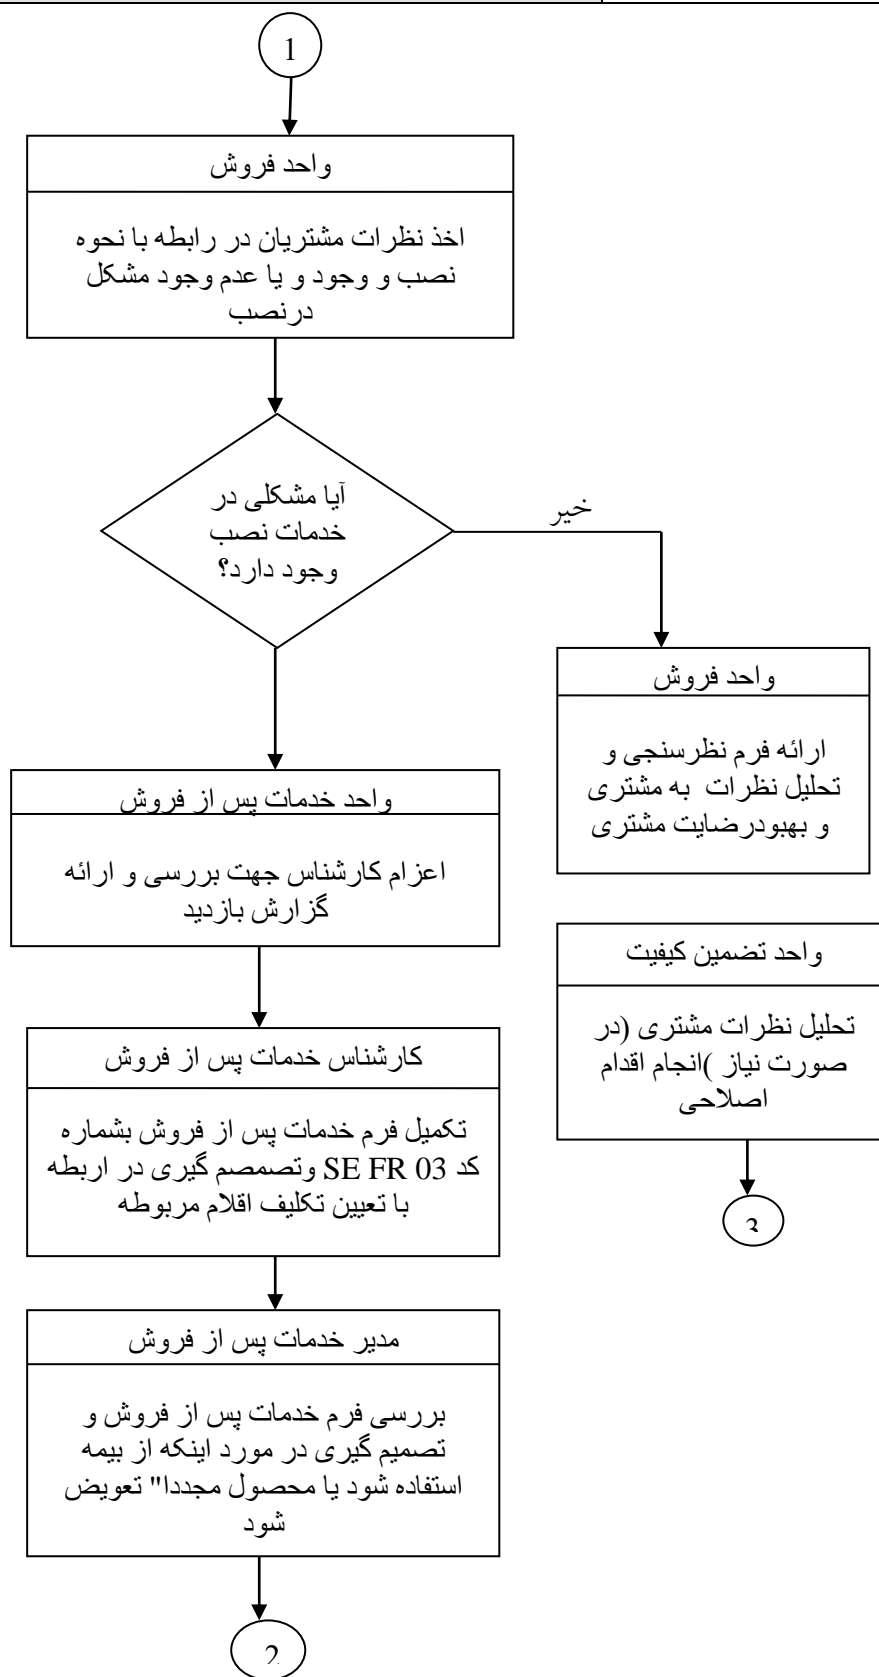 1
واحد فروش
اخذ نظرات مشتریان در رابطه با نحوه
نصب و وجود و یا عدم وجود مشکل
درنصب
آیا مشکلی در
خدمات نصب
وجود دارد؟
خیر
واحد فروش
ارائه فرم نظرسنجی و
تحلیل نظرات به مشتری
و بهبودرضایت مشتری
واحد خدمات پس از فروش
اعزام کارشناس جهت بررسی و ارائه
گزارش بازدید
واحد تضمین کیفیت
تحلیل نظرات مشتری (در
صورت نیاز )انجام اقدام
اصلاحی
3
کارشناس خدمات پس از فروش
تکمیل فرم خدمات پس از فروش بشماره
کد SE FR 03 وتصمصم گیری در اربطه
با تعیین تکلیف اقلام مربوطه
مدیر خدمات پس از فروش
بررسی فرم خدمات پس از فروش و
تصمیم گیری در مورد اینکه از بیمه
استفاده شود یا محصول مجددا" تعویض
شود
2